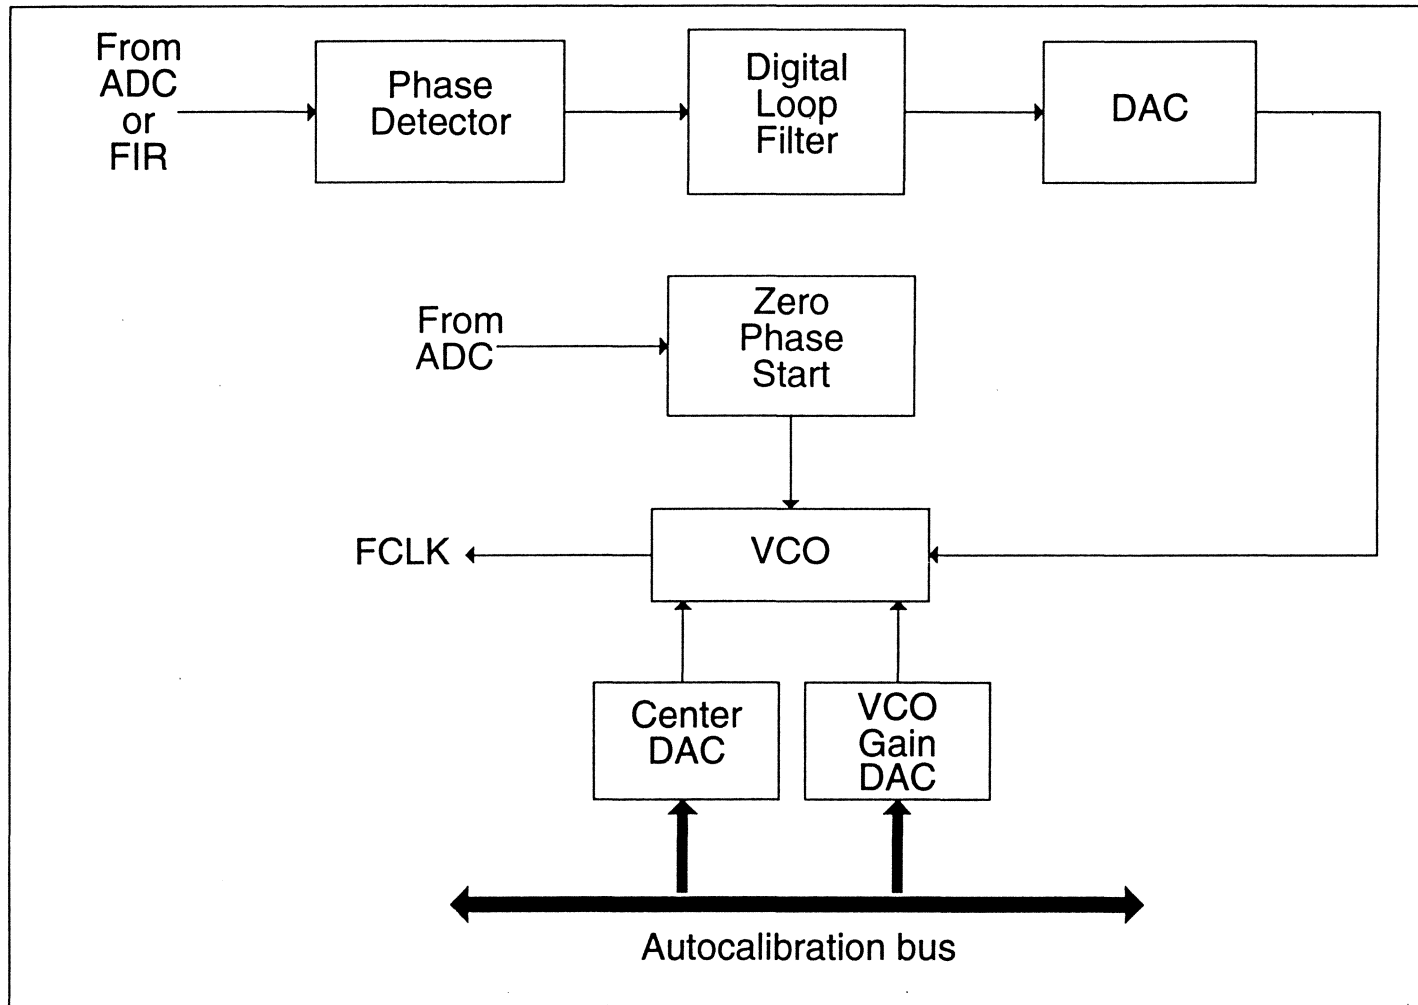 From
ADC
or
FIR
Phase
Detector
Digital
Loop
Filter
DAC
From
ADC
Zero
Phase
Start
FCLK
VCO
Center
DAC
VCO
Gain
DAC
Autocalibration bus